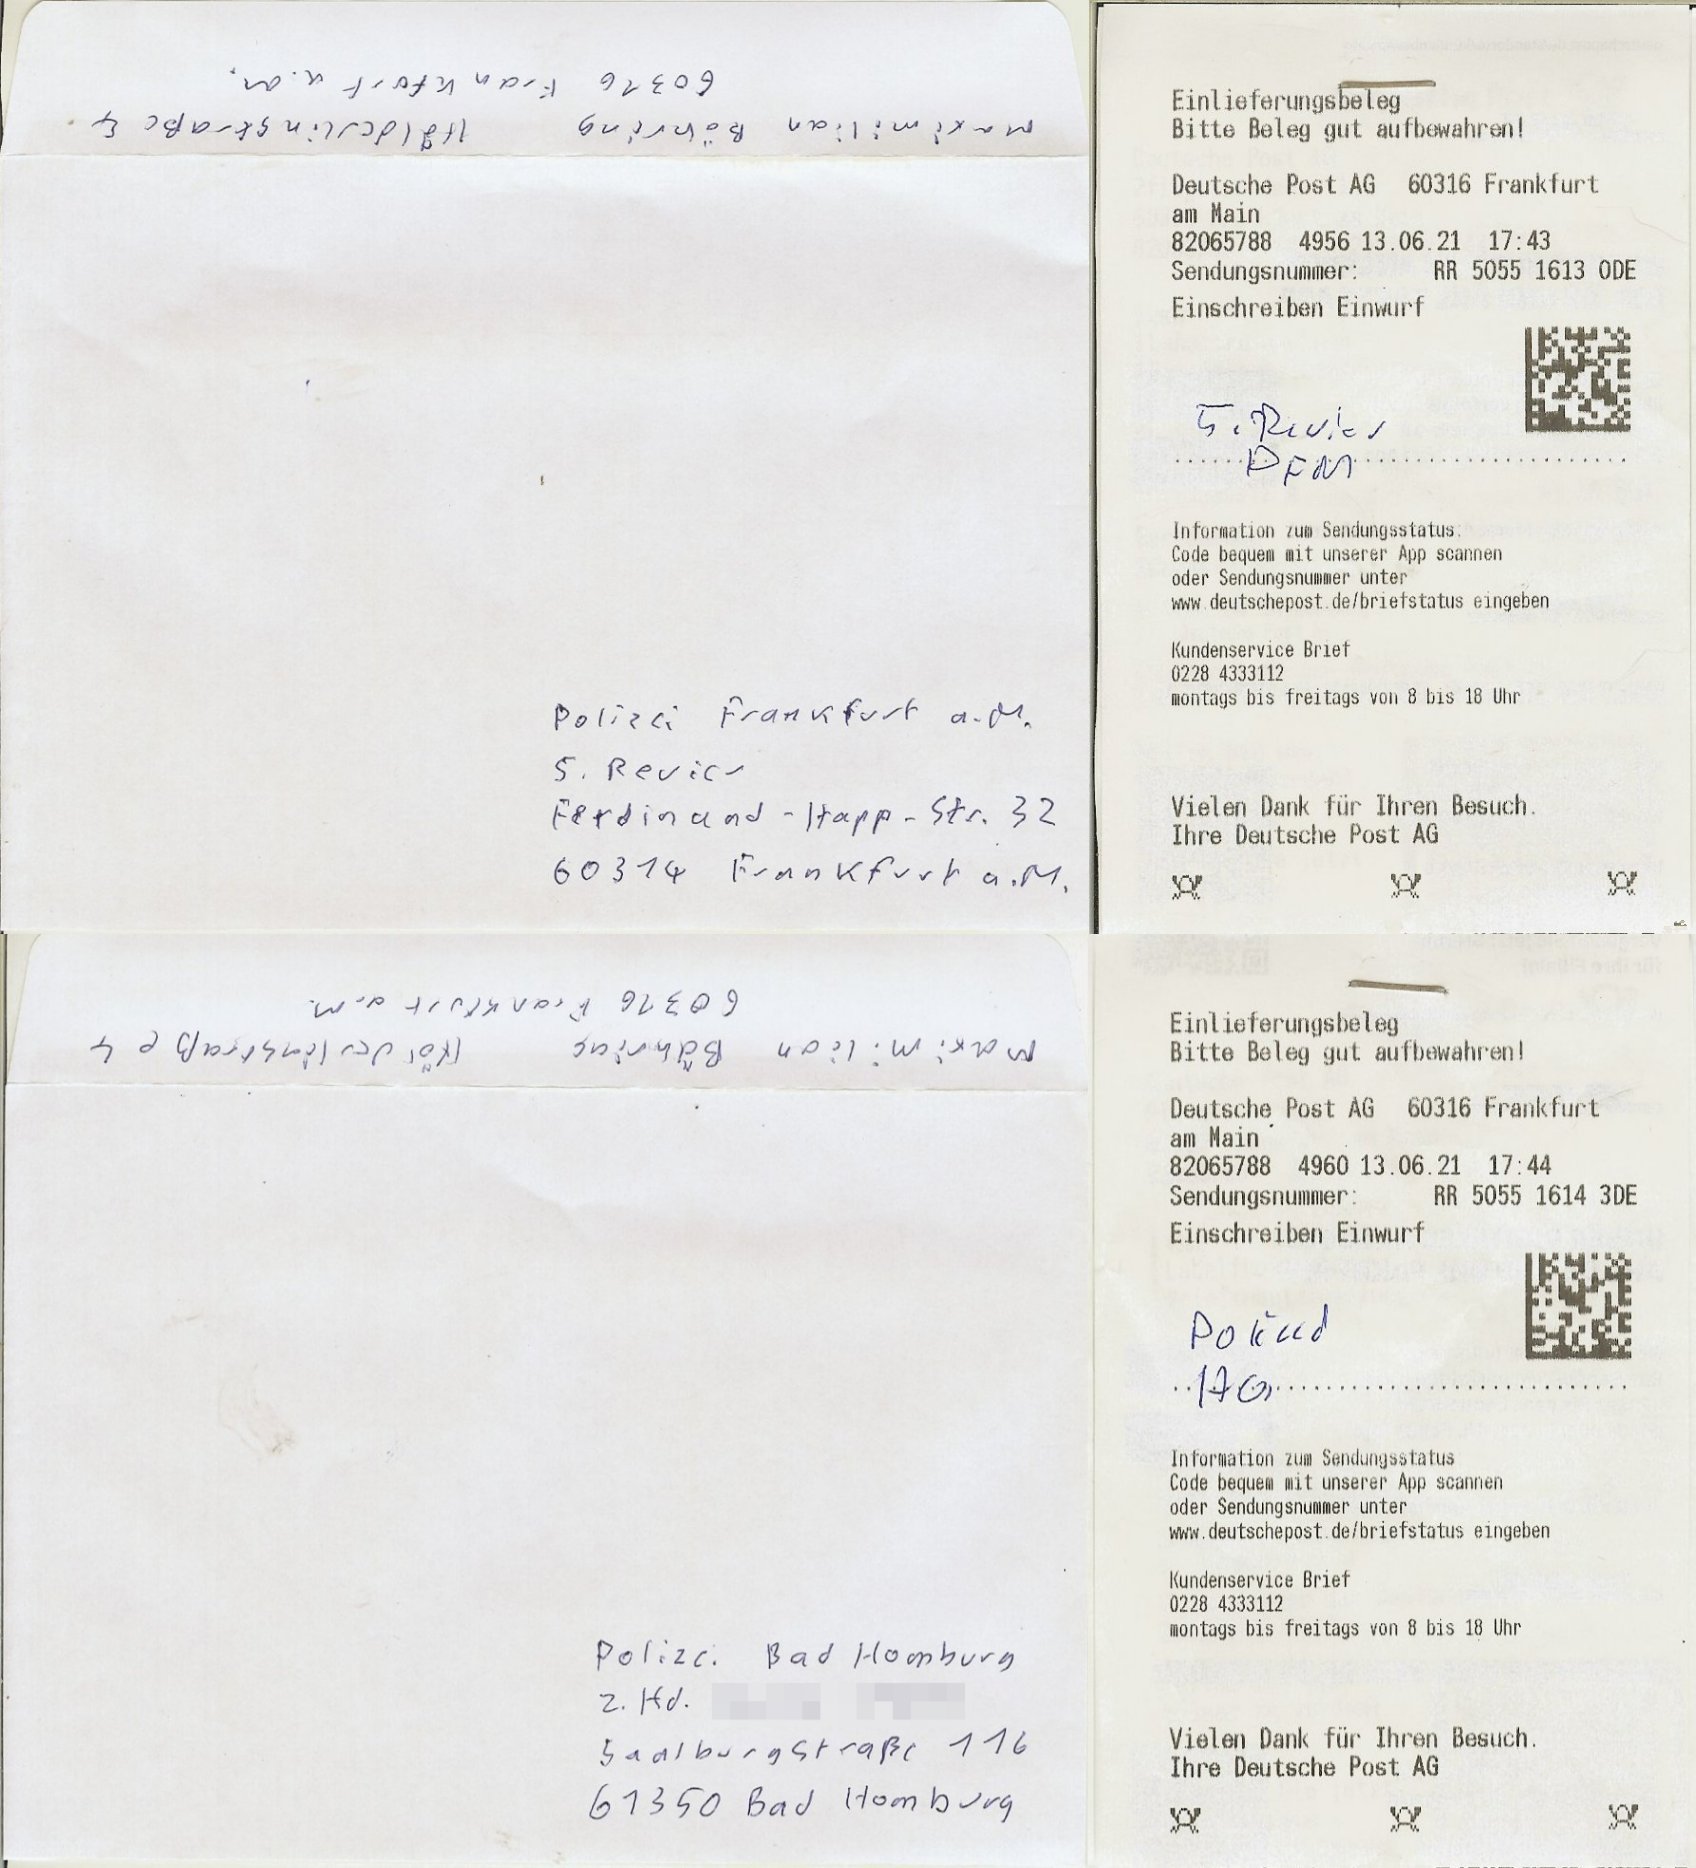 60316 Frankfurt a.M.
Maximilian Böhring Hölderlinstraße 4
Polizei Frankfurt a.M.
5. Revier
Ferdinand-Happ-Str. 32
60314 Frankfurt a.M.
Einlieferungsbeleg
Bitte Beleg gut aufbewahren!
Deutsche Post AG 60316 Frankfurt
am Main
82065788 4956 13.06.21 17:43
Sendungsnummer: RR 5055 1613 0DE
Einschreiben Einwurf
5. Revier
Information zum Sendungsstatus:
Code bequem mit unserer App scannen
oder Sendungsnummer unter
www.deutschepost.de/briefstatus eingeben
Kundenservice Brief
0228 4333112
montags bis freitags von 8 bis 18 Uhr
Vielen Dank für Ihren Besuch.
Ihre Deutsche Post AG
60316 Frankfurt a.M.
Maximilian Bähring Hölderlinstraße 4
Polizei Bad Homburg
z. Hd.
Saalburgstraße 116
61350 Bad Homburg
Einlieferungsbeleg
Bitte Beleg gut aufbewahren!
Deutsche Post AG 60316 Frankfurt
am Main
82065788 4960 13.06.21 17:44
Sendungsnummer: RR 5055 1614 3DE
Einschreiben Einwurf
HG
Information zum Sendungsstatus
Code bequem mit unserer App scannen
oder Sendungsnummer unter
www.deutschepost.de/briefstatus eingeben
Kundenservice Brief
0228 4333112
montags bis freitags von 8 bis 18 Uhr
Vielen Dank für Ihren Besuch.
Ihre Deutsche Post AG